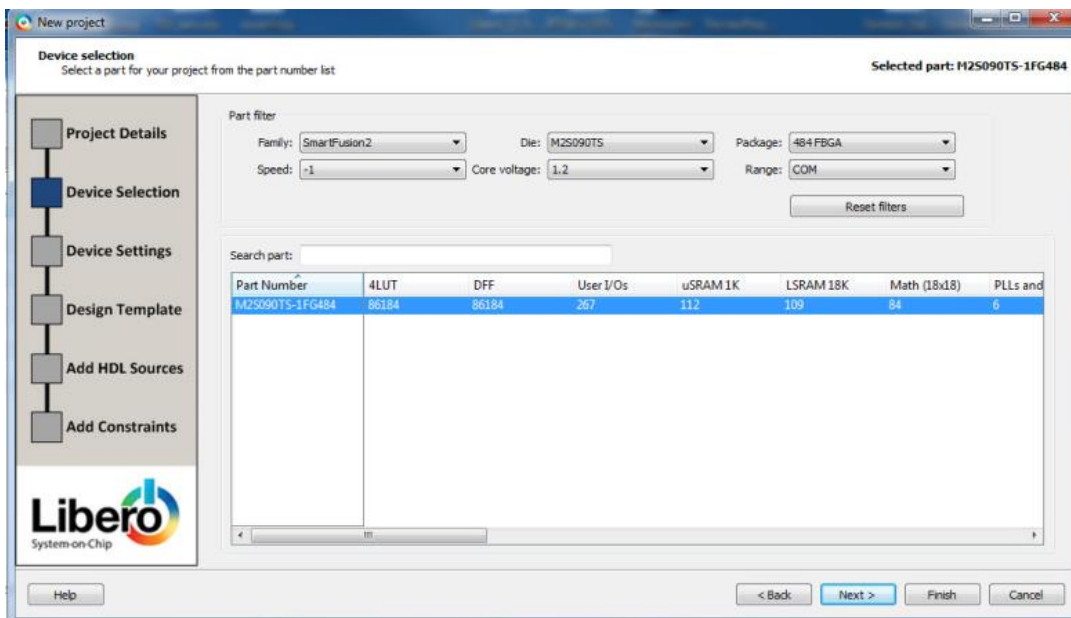 New project
Device selection
Select a part for your project from the part number list
Selected part: M2S090TS-1FG484
Project Details
Device Selection
Device Settings
Design Template
Add HDL Sources
Add Constraints
Libero
System-on-Chip
Part filter
Family: SmartFusion2 Die: M2S090TS Package: 484 FBGA
Speed: -1 Core voltage: 1.2 Range: COM
Reset filters
Search part:
Part Number 4LUT DFF User I/Os uSRAM 1K LSRAM 18K Math (18x18) PLLs and
M2S090TS-1FG484 86184 86184 267 112 109 84 6
Help < Back Next > Finish Cancel